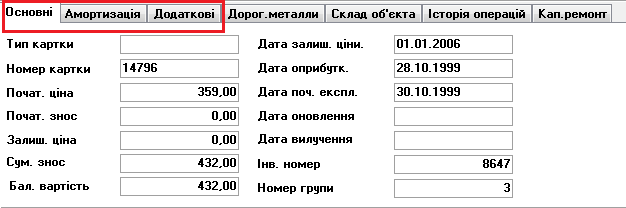 Основні Амортизація Додаткові Дорог.металли Склад об'єкта Історія операцій Кап.ремонт
Тип картки Дата залиш. ціни. 01.01.2006
Номер картки 14796 Дата оприбутк. 28.10.1999
Почат. ціна 359,00 Дата поч. експл. 30.10.1999
Почат. знос 0,00 Дата оновлення
Залиш. ціна 0,00 Дата вилучення
Сум. знос 432,00 Інв. номер 8647
Бал. вартість 432,00 Номер групи 3